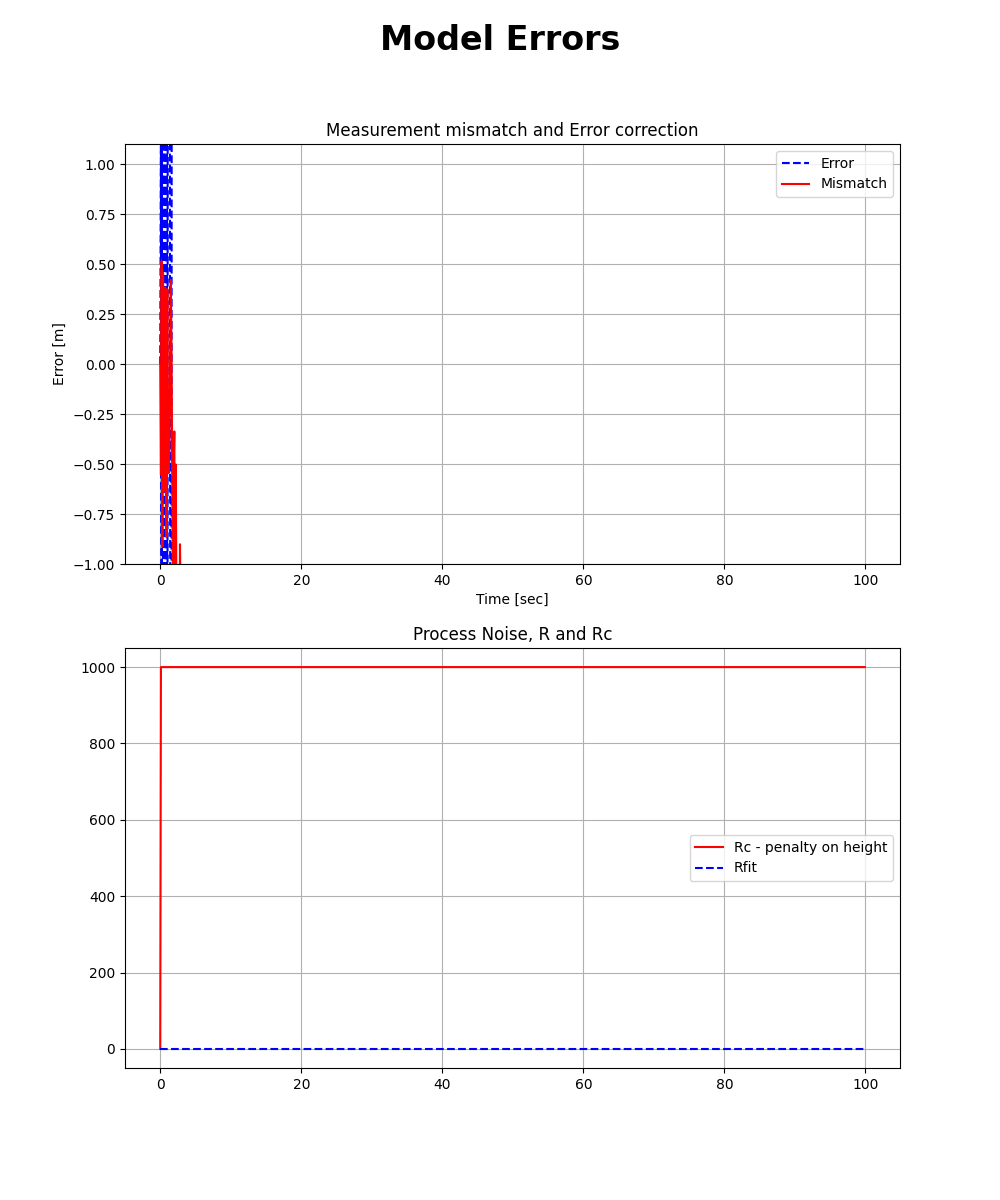 Model Errors
Measurement mismatch and Error correction
1.00
0.75
0.50
0.25
0.00
−0.25
−0.50
−0.75
−1.00
Error [m]
Error
Mismatch
0 20 40 60 80 100
Time [sec]
Process Noise, R and Rc
1000
800
600
400
200
0
Rc - penalty on height
Rfit
0 20 40 60 80 100